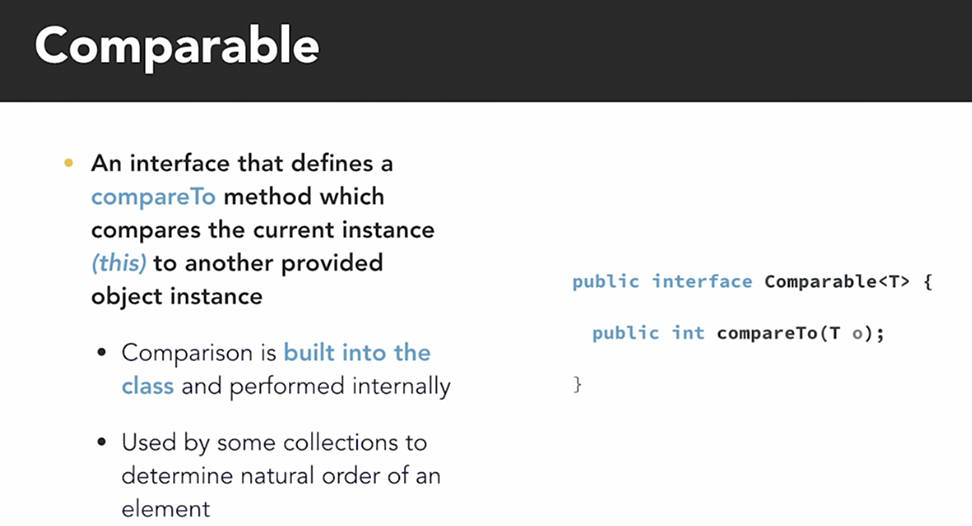 Comparable
• An interface that defines a
compareTo method which
compares the current instance
(this) to another provided
object instance
• Comparison is built into the
class and performed internally
• Used by some collections to
determine natural order of an
element
public interface Comparable<T> {
public int compareTo(T o);
}